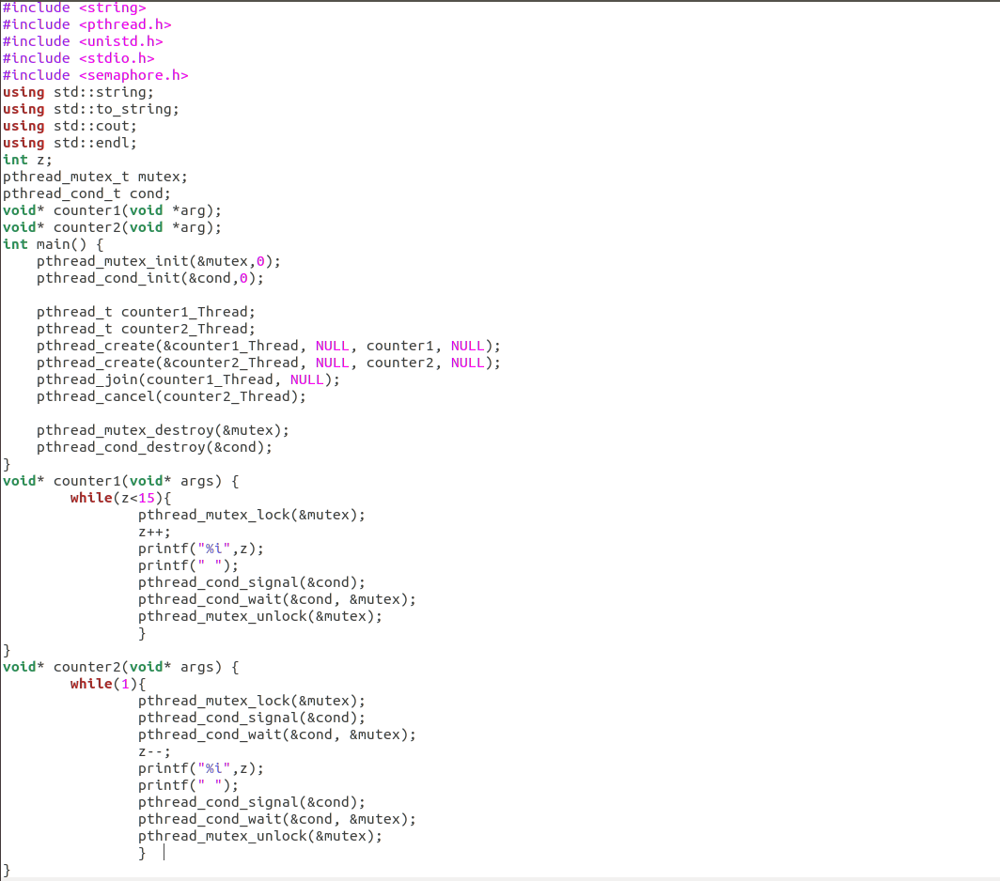 #include <string>
#include <pthread.h>
#include <unistd.h>
#include <stdio.h>
#include <semaphore.h>
using std::string;
using std::to_string;
using std::cout;
using std::endl;
int z;
pthread_mutex_t mutex;
pthread_cond_t cond;
void* counter1(void *arg);
void* counter2(void *arg);
int main() {
    pthread_mutex_init(&mutex,0);
    pthread_cond_init(&cond,0);

    pthread_t counter1_Thread;
    pthread_t counter2_Thread;
    pthread_create(&counter1_Thread, NULL, counter1, NULL);
    pthread_create(&counter2_Thread, NULL, counter2, NULL);
    pthread_join(counter1_Thread, NULL);
    pthread_cancel(counter2_Thread);

    pthread_mutex_destroy(&mutex);
    pthread_cond_destroy(&cond);
}
void* counter1(void* args) {
        while(z<15){
                pthread_mutex_lock(&mutex);
                z++;
                printf("%i",z);
                printf(" ");
                pthread_cond_signal(&cond);
                pthread_cond_wait(&cond, &mutex);
                pthread_mutex_unlock(&mutex);
                }
}
void* counter2(void* args) {
        while(1){
                pthread_mutex_lock(&mutex);
                pthread_cond_signal(&cond);
                pthread_cond_wait(&cond, &mutex);
                z--;
                printf("%i",z);
                printf(" ");
                pthread_cond_signal(&cond);
                pthread_cond_wait(&cond, &mutex);
                pthread_mutex_unlock(&mutex);
                }
}